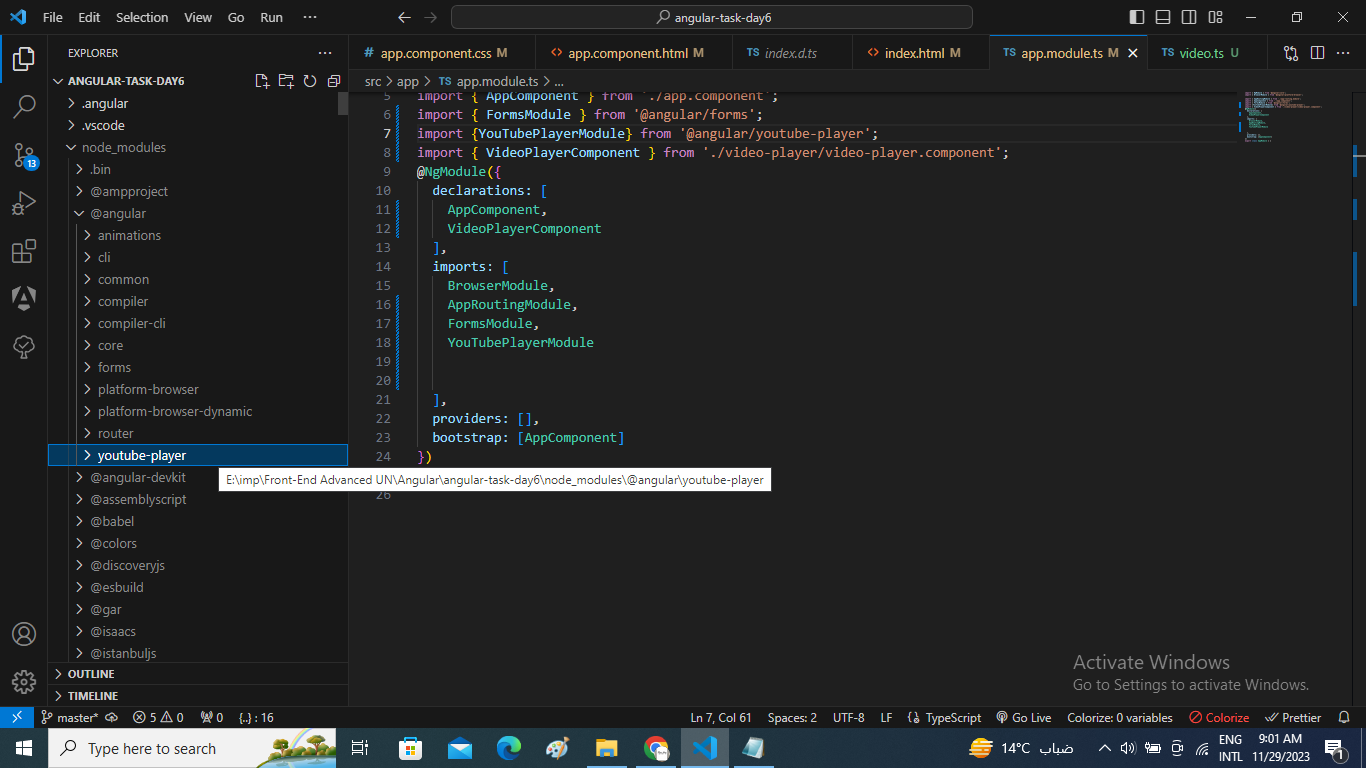 File Edit Selection View Go Run ··· angular-task-day6
EXPLORER ···
ANGULAR-TASK-DAY6
.angular
.vscode
node_modules
.bin
@ampproject
@angular
animations
cli
common
compiler
compiler-cli
core
forms
platform-browser
platform-browser-dynamic
router
youtube-player
@angular-devkit
@assemblyscript
@babel
@colors
@discoveryjs
@esbuild
@gar
@isaacs
@istanbuljs
OUTLINE
TIMELINE
13
# app.component.css M <> app.component.html M TS index.d.ts <> index.html M TS app.module.ts M TS video.ts U ···
src > app > TS app.module.ts > ...
5 import { AppComponent } from './app.component';
6 import { FormsModule } from '@angular/forms';
7 import {YouTubePlayerModule} from '@angular/youtube-player';
8 import { VideoPlayerComponent } from './video-player/video-player.component';
9 @NgModule({
10 declarations: [
11 AppComponent,
12 VideoPlayerComponent
13 ],
14 imports: [
15 BrowserModule,
16 AppRoutingModule,
17 FormsModule,
18 YouTubePlayerModule
19
20
21 ],
22 providers: [],
23 bootstrap: [AppComponent]
24 })
E:\imp\Front-End Advanced UN\Angular\angular-task-day6\node_modules\@angular\youtube-player
26
Activate Windows
Go to Settings to activate Windows.
master* 5 0 0 {..} : 16 Ln 7, Col 61 Spaces: 2 UTF-8 LF TypeScript Go Live Colorize: 0 variables Colorize Prettier
Type here to search 14°C ضباب ENG INTL 9:01 AM 11/29/2023 1